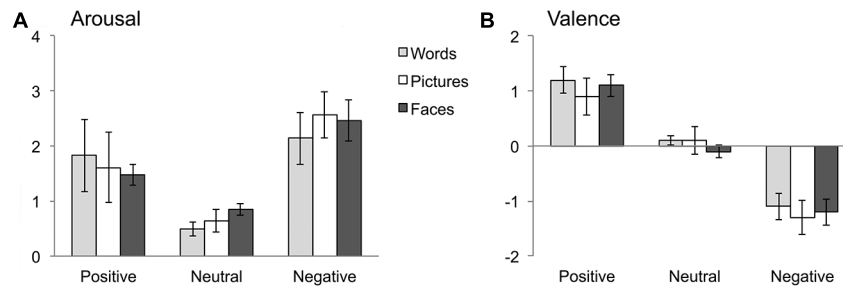 A Arousal
4
3
2
1
0
Positive Neutral Negative
Words
Pictures
Faces
B Valence
2
1
0
-1
-2
Positive Neutral Negative